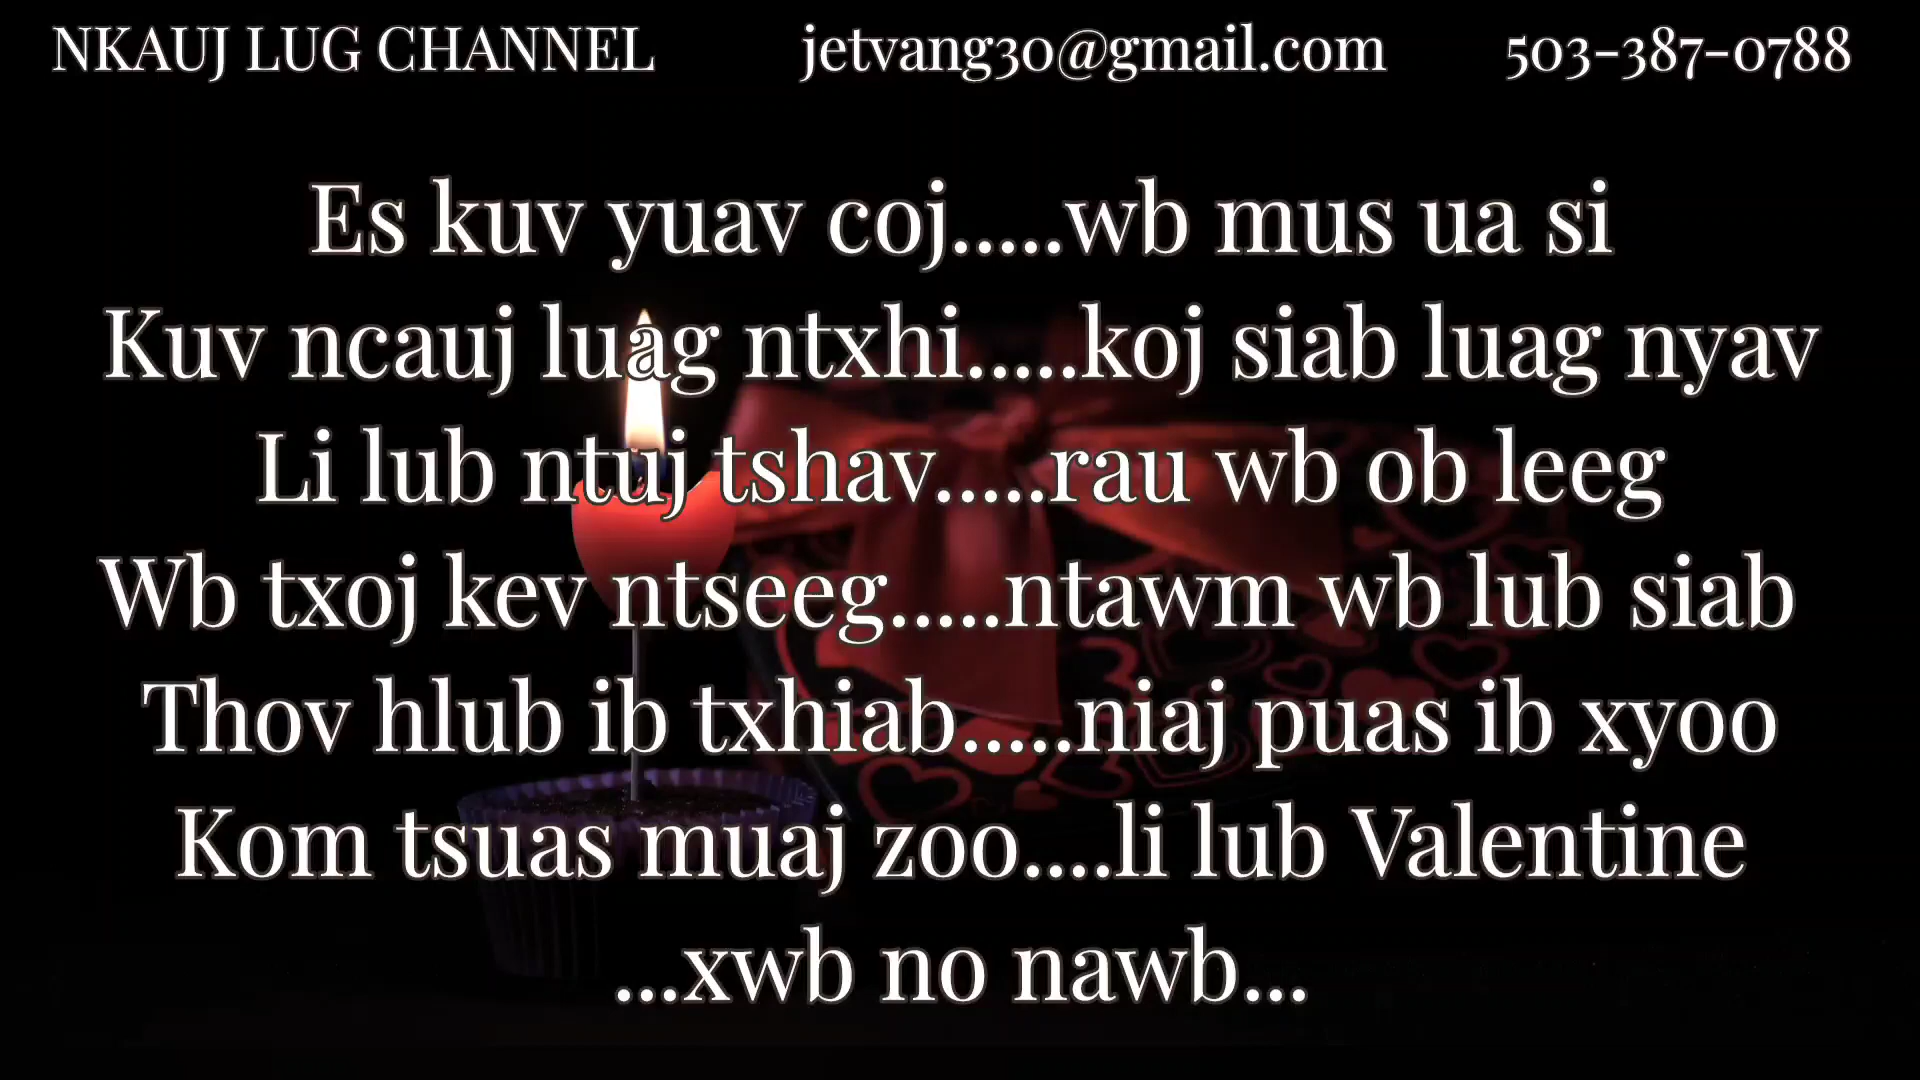 NKAUJ LUG CHANNEL jetvang30@gmail.com 503-387-0788
Es kuv yuav coj.....wb mus ua si
Kuv ncauj luag ntxhi.....koj siab luag nyav
Li lub ntuj tshav.....rau wb ob leeg
Wb txoj kev ntseeg.....ntawm wb lub siab
Thov hlub ib txhiab.....niaj puas ib xyoo
Kom tsuas muaj zoo....li lub Valentine
...xwb no nawb...